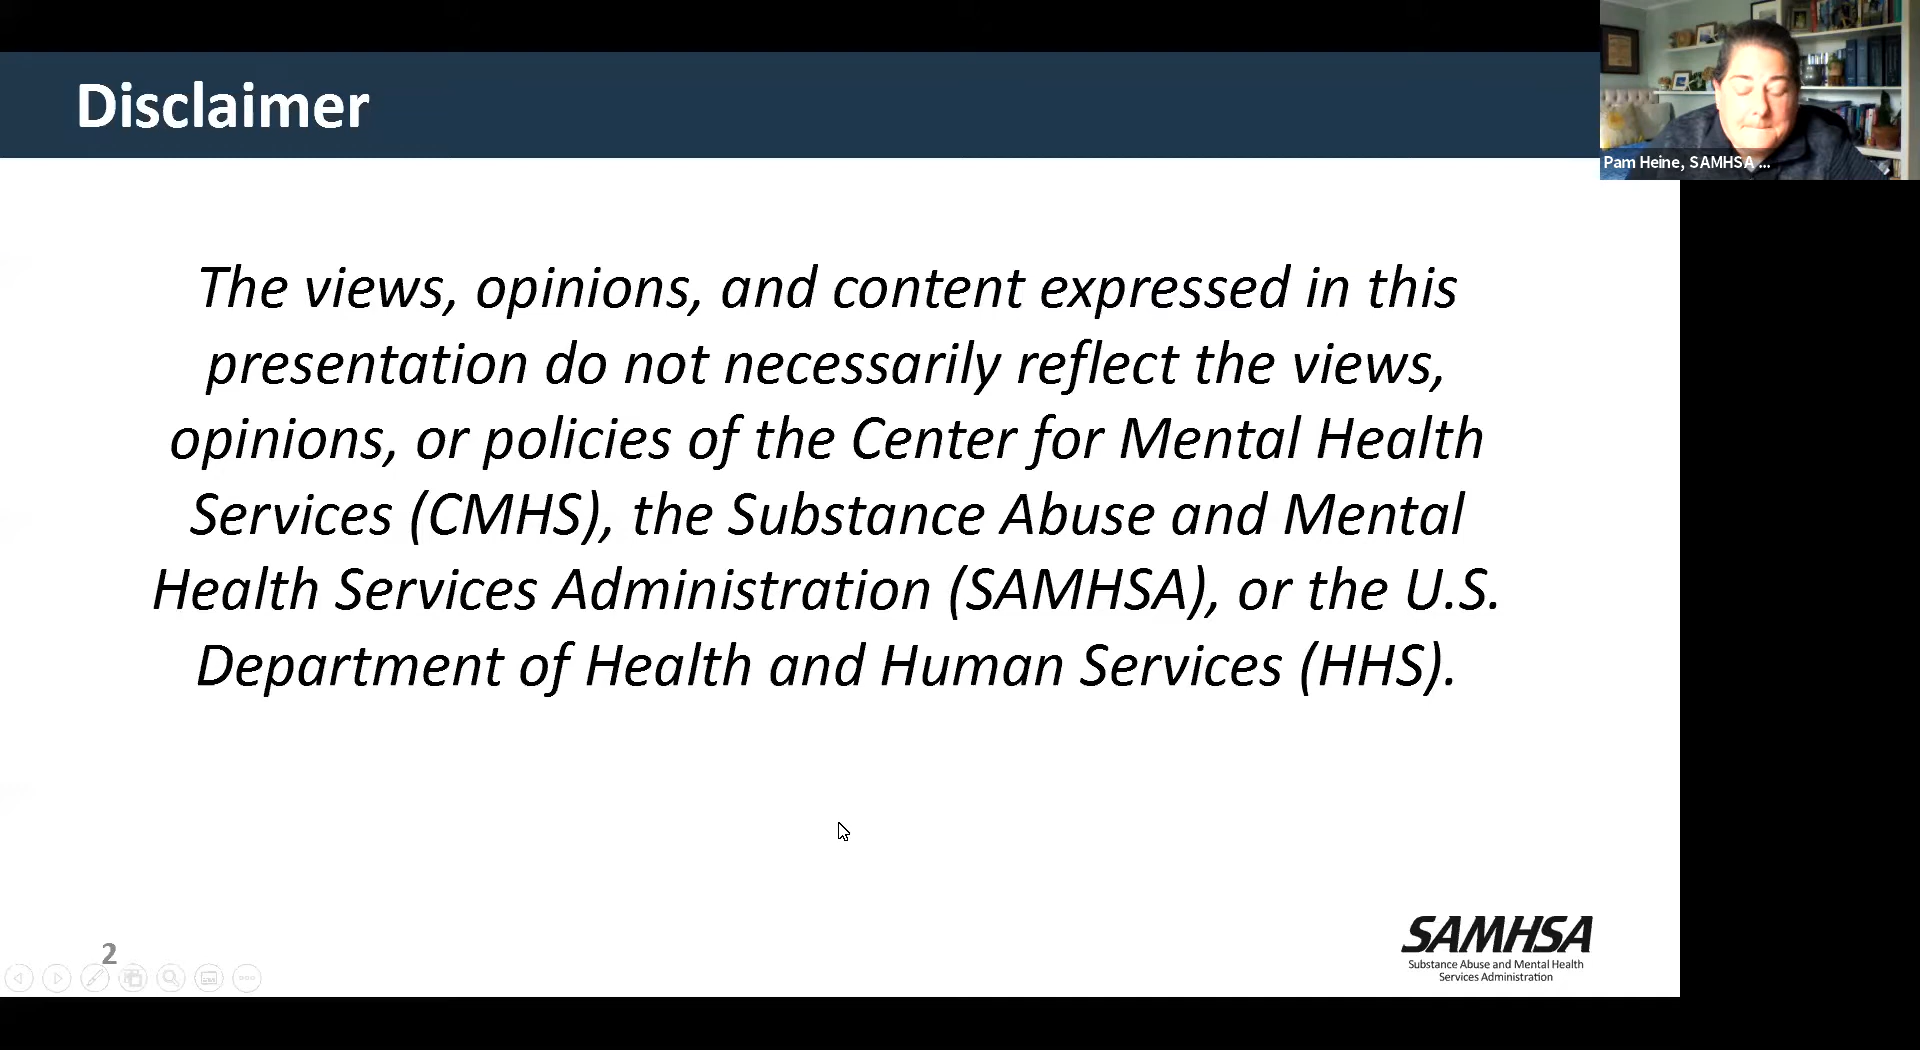 Disclaimer
Pam Heine, SAMHSA ...
The views, opinions, and content expressed in this
presentation do not necessarily reflect the views,
opinions, or policies of the Center for Mental Health
Services (CMHS), the Substance Abuse and Mental
Health Services Administration (SAMHSA), or the U.S.
Department of Health and Human Services (HHS).
2
SAMHSA
Substance Abuse and Mental Health
Services Administration